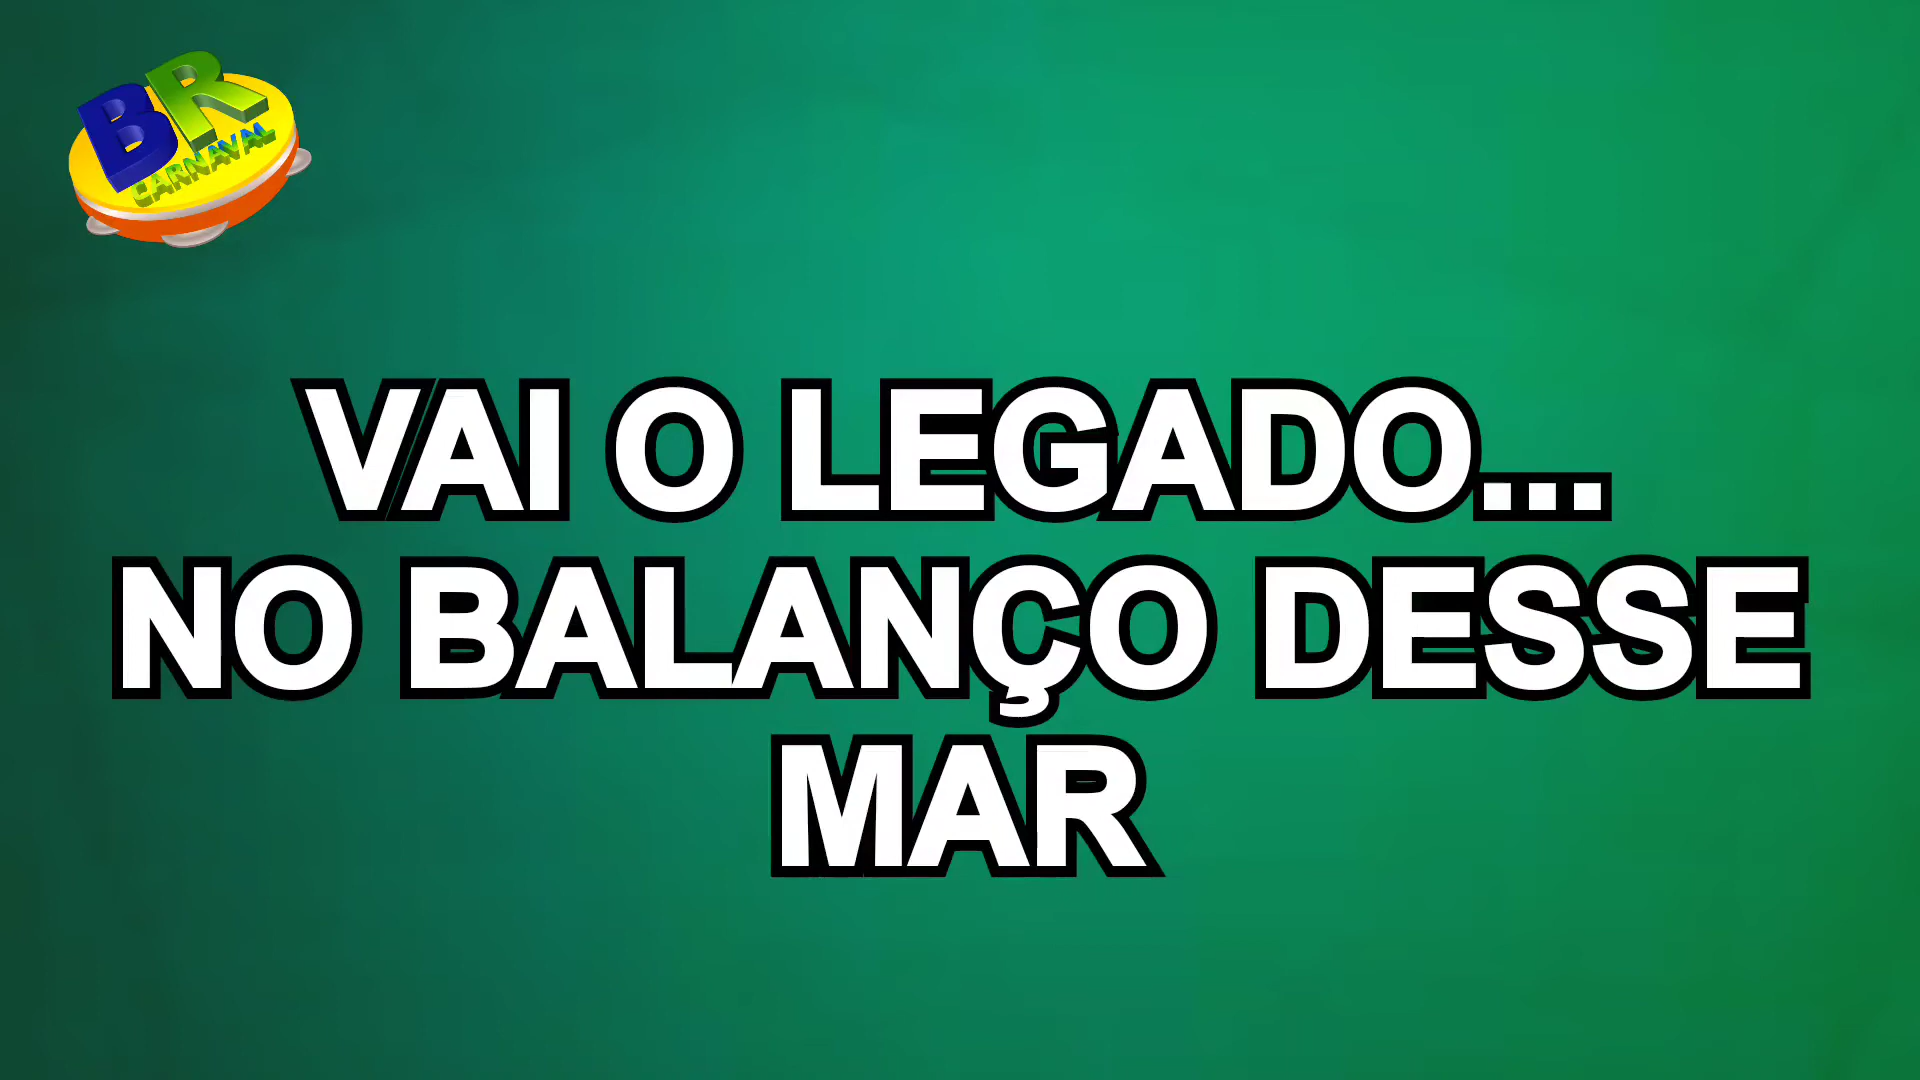 BR
CARNAVAL
VAI O LEGADO...
NO BALANÇO DESSE
MAR